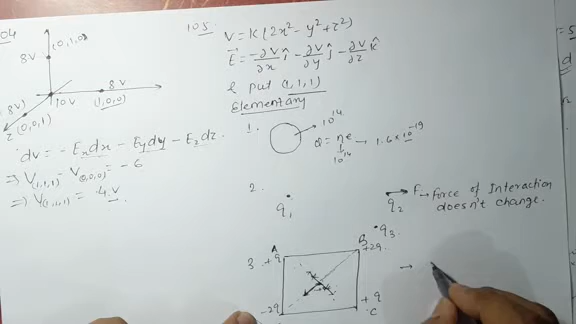 04
(0,1,0)
8V
8V
8V)
10V
(1,0,0)
Z (0,0,1)
dV = -Exdx - Eydy - Ezdz.
⇒ V(1,1,1) - V(0,0,0) = -6
⇒ V(1,1,1) = 4V
105
V = K(2x² - y² + z²)
E⃗ = -∂V/∂x î - ∂V/∂y ĵ - ∂V/∂z k̂
& put (1,1,1)
Elementary
1.
10¹⁴
Q = ne → 1.6 × 10⁻¹⁹
10¹⁴
2.
q1
q2
F → Force of Interaction
doesn't change.
q3
3.
A
+q
B
+2q
-2q
+q
C
→